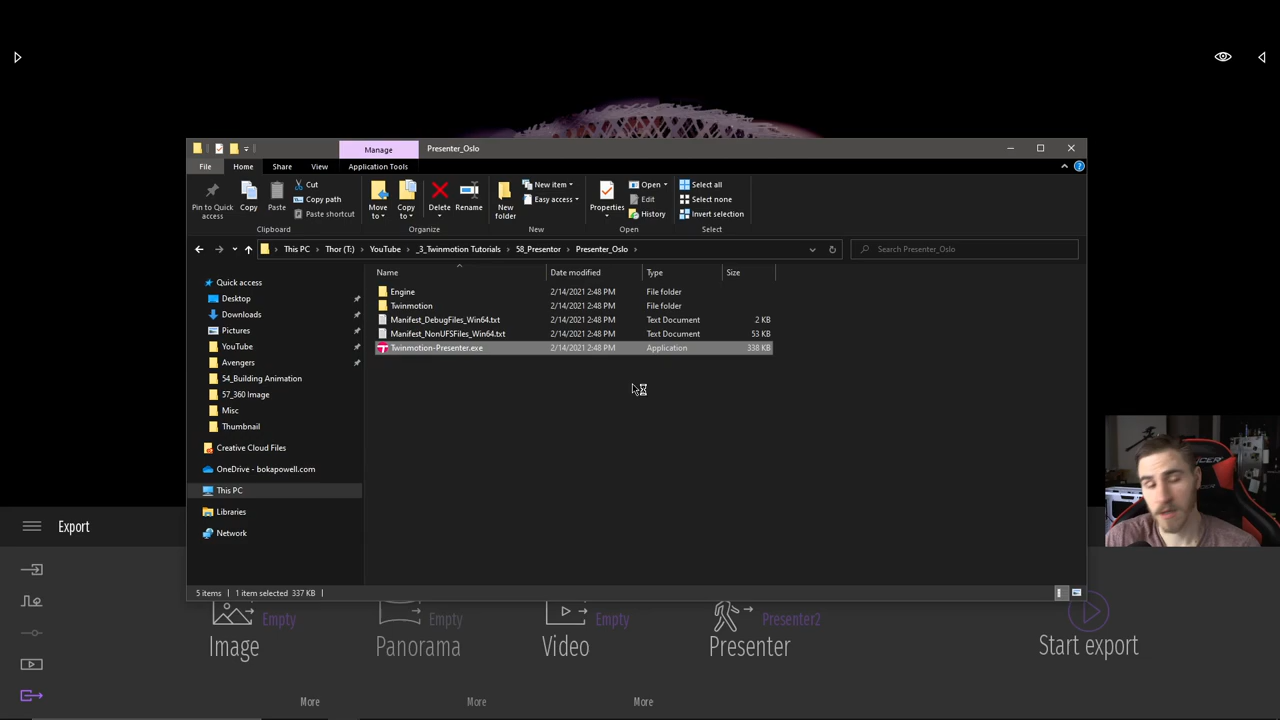 Manage
Presenter_Oslo
File
Home
Share
View
Application Tools
Pin to Quick access
Copy
Paste
Cut
Copy path
Paste shortcut
Clipboard
Move to
Copy to
Delete
Rename
Organize
New folder
New item
Easy access
New
Properties
Open
Edit
History
Open
Select all
Select none
Invert selection
Select
This PC
Thor (T:)
YouTube
_3_Twinmotion Tutorials
58_Presentor
Presenter_Oslo
Search Presenter_Oslo
Name Date modified Type Size
Engine 2/14/2021 2:48 PM File folder
Twinmotion 2/14/2021 2:48 PM File folder
Manifest_DebugFiles_Win64.txt 2/14/2021 2:48 PM Text Document 2 KB
Manifest_NonUFSFiles_Win64.txt 2/14/2021 2:48 PM Text Document 53 KB
Twinmotion-Presenter.exe 2/14/2021 2:48 PM Application 338 KB
Quick access
Desktop
Downloads
Pictures
YouTube
Avengers
54_Building Animation
57_360 Image
Misc
Thumbnail
Creative Cloud Files
OneDrive - bokapowell.com
This PC
Libraries
Network
5 items 1 item selected 337 KB
Export
Empty
Image
More
Empty
Panorama
More
Empty
Video
More
Presenter2
Presenter
Start export